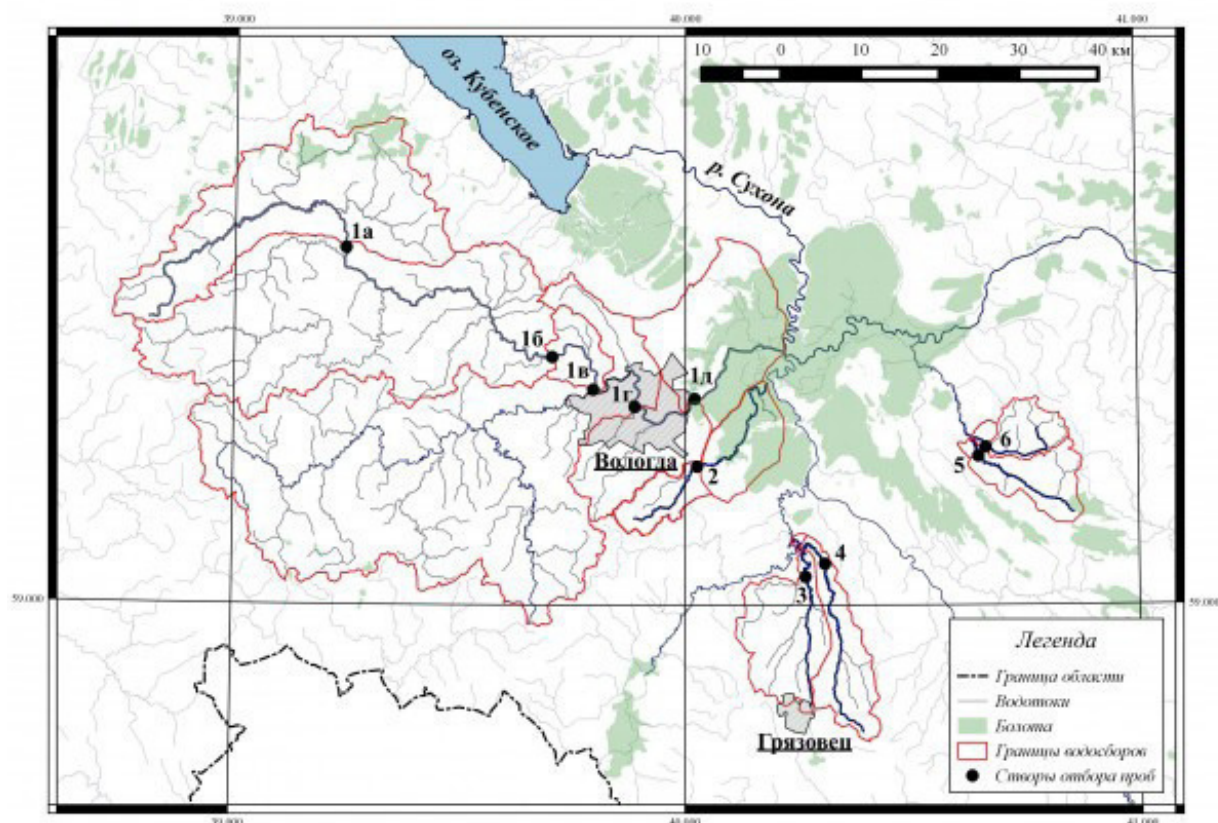 39.000
40.000
41.000
10 0 10 20 30 40 км
оз. Кубенское
р. Сухона
1а
1б
1в
1г
1д
Вологда
2
6
5
4
3
59.000
59.000
Грязовец
Легенда
Граница области
Водотоки
Болота
Границы водосборов
Створы отбора проб
39.000
40.000
41.000